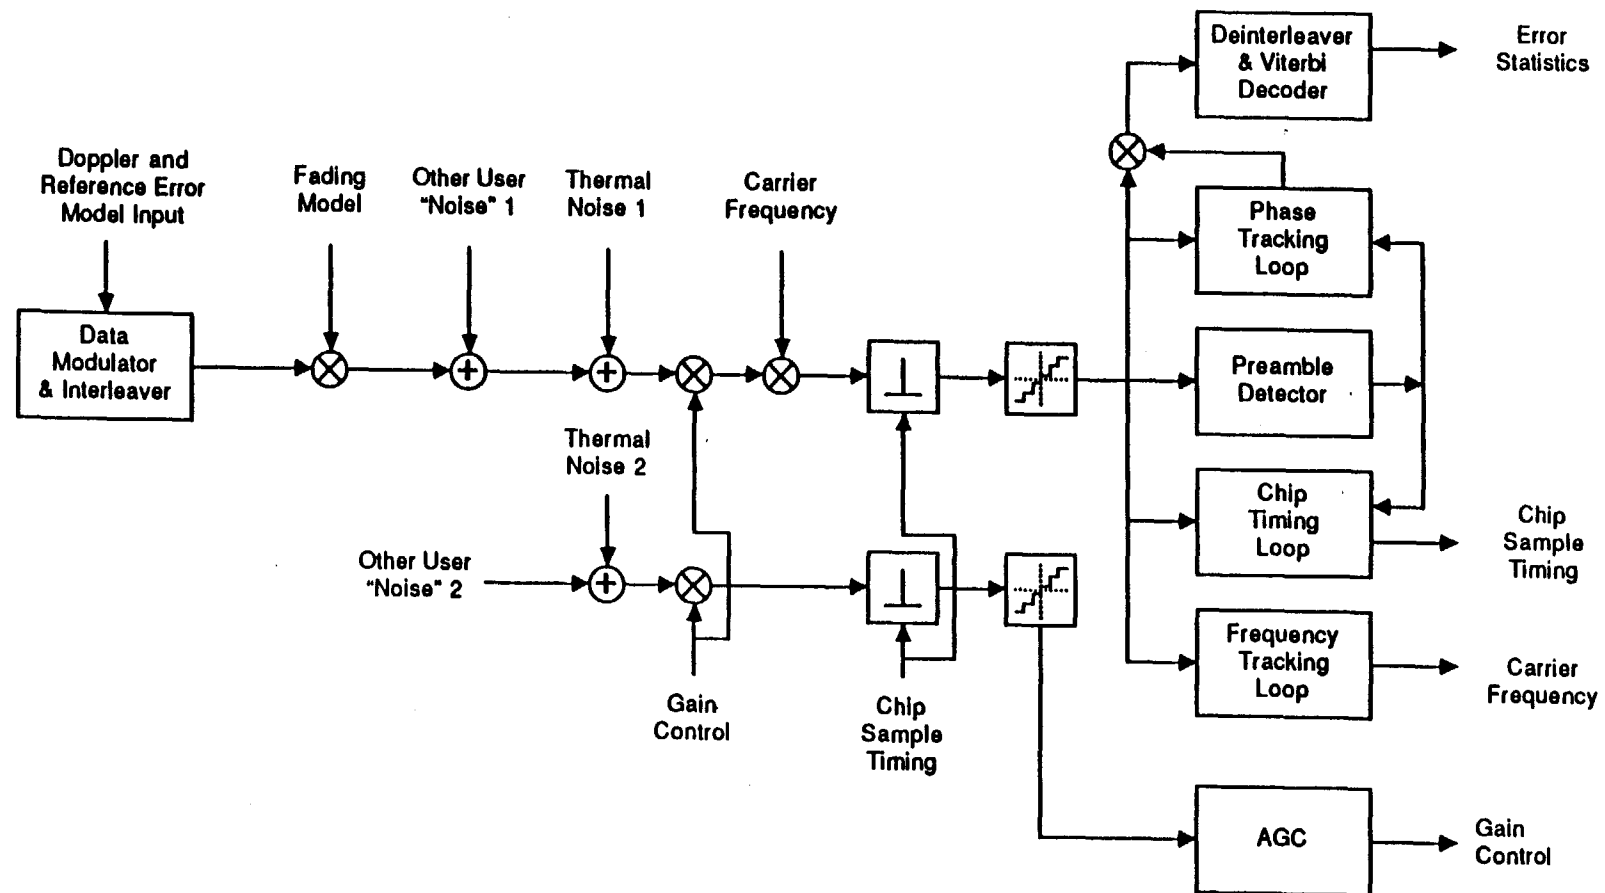 Deinterleaver
& Viterbi
Decoder
Error
Statistics
Doppler and
Reference Error
Model Input
Fading
Model
Other User
"Noise" 1
Thermal
Noise 1
Carrier
Frequency
Phase
Tracking
Loop
Data
Modulator
& Interleaver
Preamble
Detector
Thermal
Noise 2
Other User
"Noise" 2
Chip
Timing
Loop
Chip
Sample
Timing
Gain
Control
Chip
Sample
Timing
Frequency
Tracking
Loop
Carrier
Frequency
AGC
Gain
Control